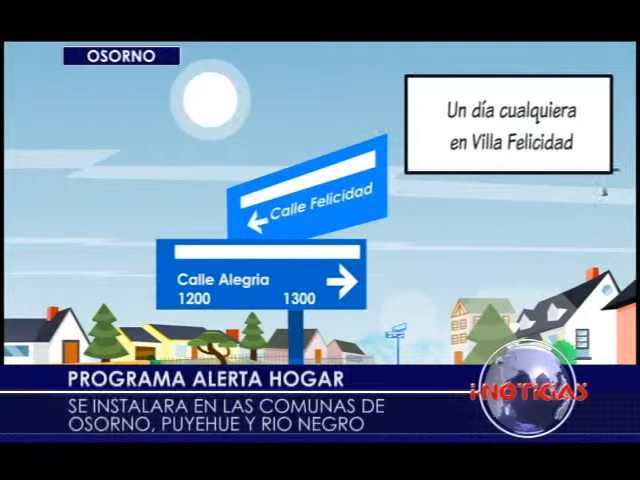 OSORNO
Un día cualquiera
en Villa Felicidad
Calle Felicidad
Calle Alegria
1200 1300
PROGRAMA ALERTA HOGAR
SE INSTALARA EN LAS COMUNAS DE
OSORNO, PUYEHUE Y RIO NEGRO
i-NOTICIAS